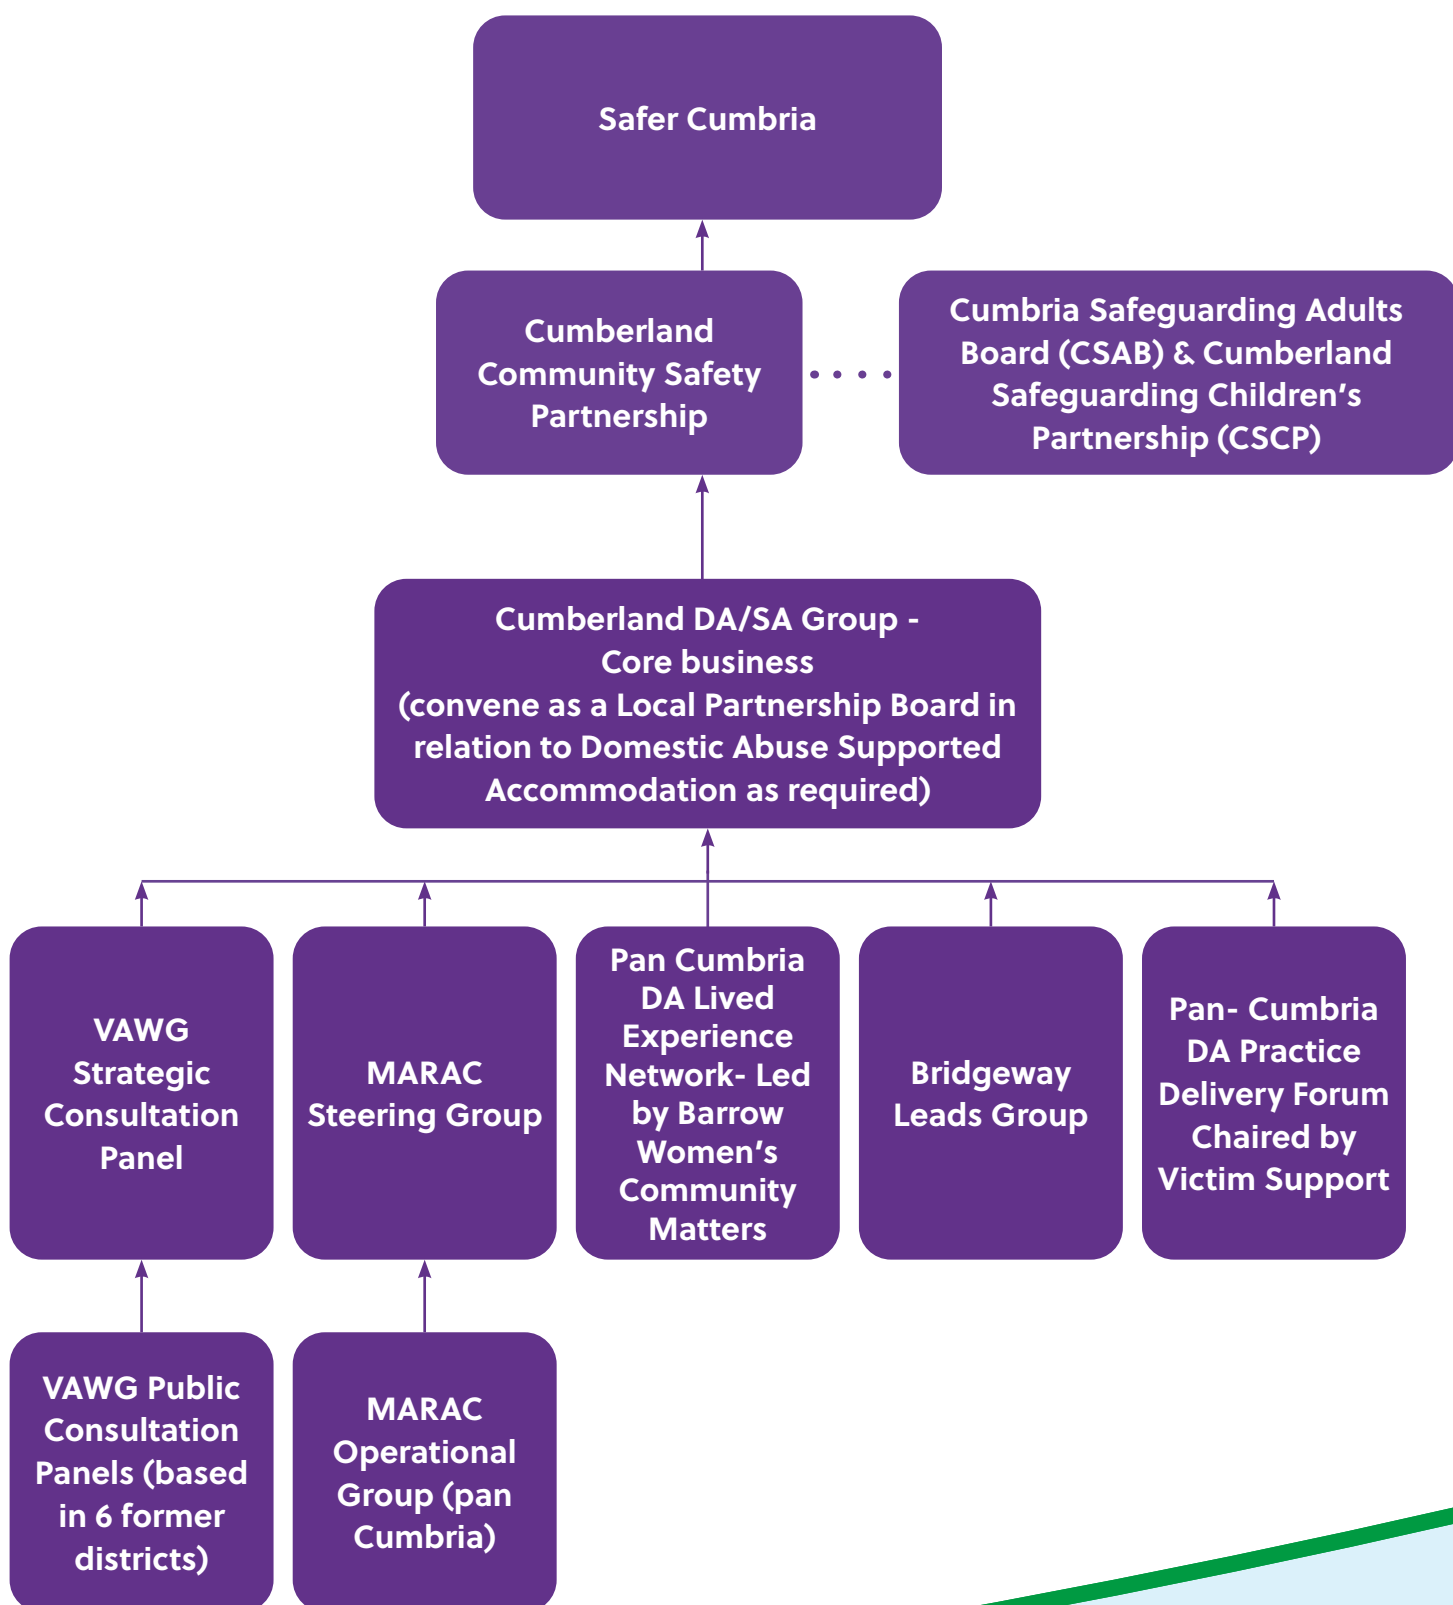 Safer Cumbria
Cumberland
Community Safety
Partnership
Cumbria Safeguarding Adults
Board (CSAB) & Cumberland
Safeguarding Children’s
Partnership (CSCP)
Cumberland DA/SA Group -
Core business
(convene as a Local Partnership Board in
relation to Domestic Abuse Supported
Accommodation as required)
VAWG
Strategic
Consultation
Panel
MARAC
Steering Group
Pan Cumbria
DA Lived
Experience
Network- Led
by Barrow
Women’s
Community
Matters
Bridgeway
Leads Group
Pan- Cumbria
DA Practice
Delivery Forum
Chaired by
Victim Support
VAWG Public
Consultation
Panels (based
in 6 former
districts)
MARAC
Operational
Group (pan
Cumbria)